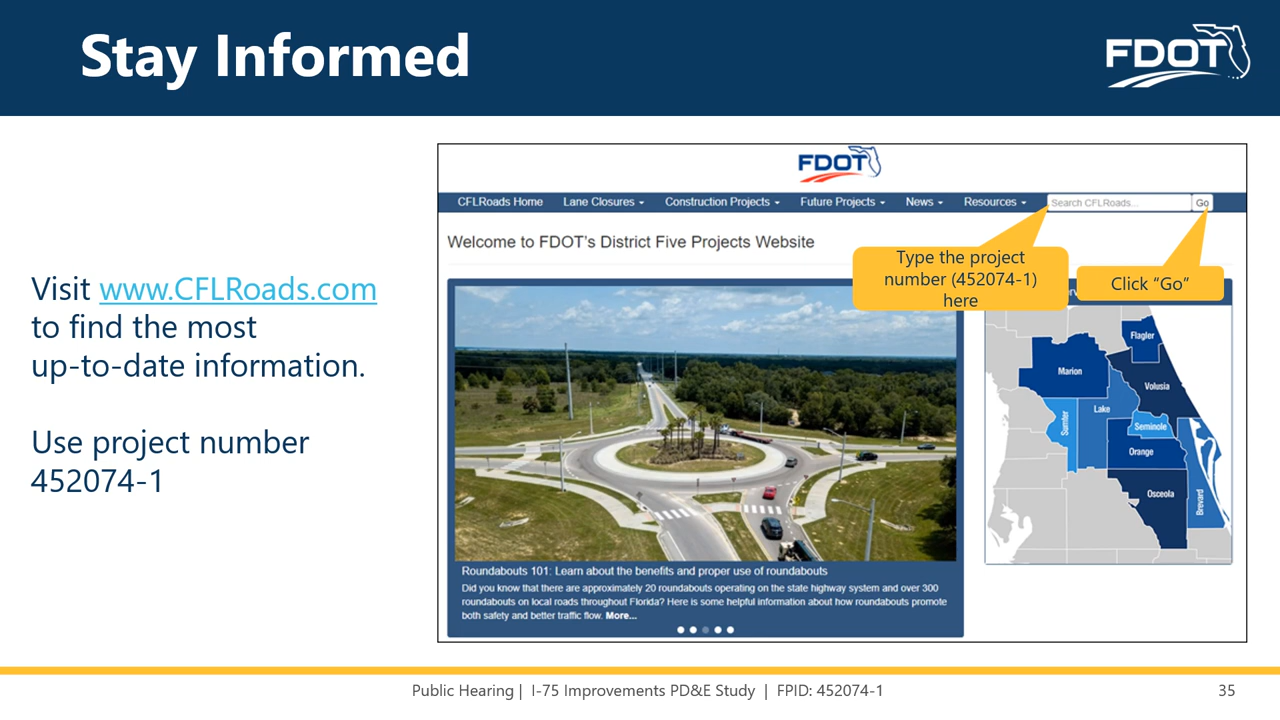 Stay Informed
FDOT
FDOT
CFLRoads Home Lane Closures Construction Projects Future Projects News Resources Search CFLRoads... Go
Welcome to FDOT's District Five Projects Website
Type the project
number (452074-1)
here
Click “Go”
Visit www.CFLRoads.com
to find the most
up-to-date information.
Use project number
452074-1
Flagler
Marion
Volusia
Lake
Sumter
Seminole
Orange
Osceola
Brevard
Roundabouts 101: Learn about the benefits and proper use of roundabouts
Did you know that there are approximately 20 roundabouts operating on the state highway system and over 300
roundabouts on local roads throughout Florida? Here is some helpful information about how roundabouts promote
both safety and better traffic flow. More...
Public Hearing | I-75 Improvements PD&E Study | FPID: 452074-1
35